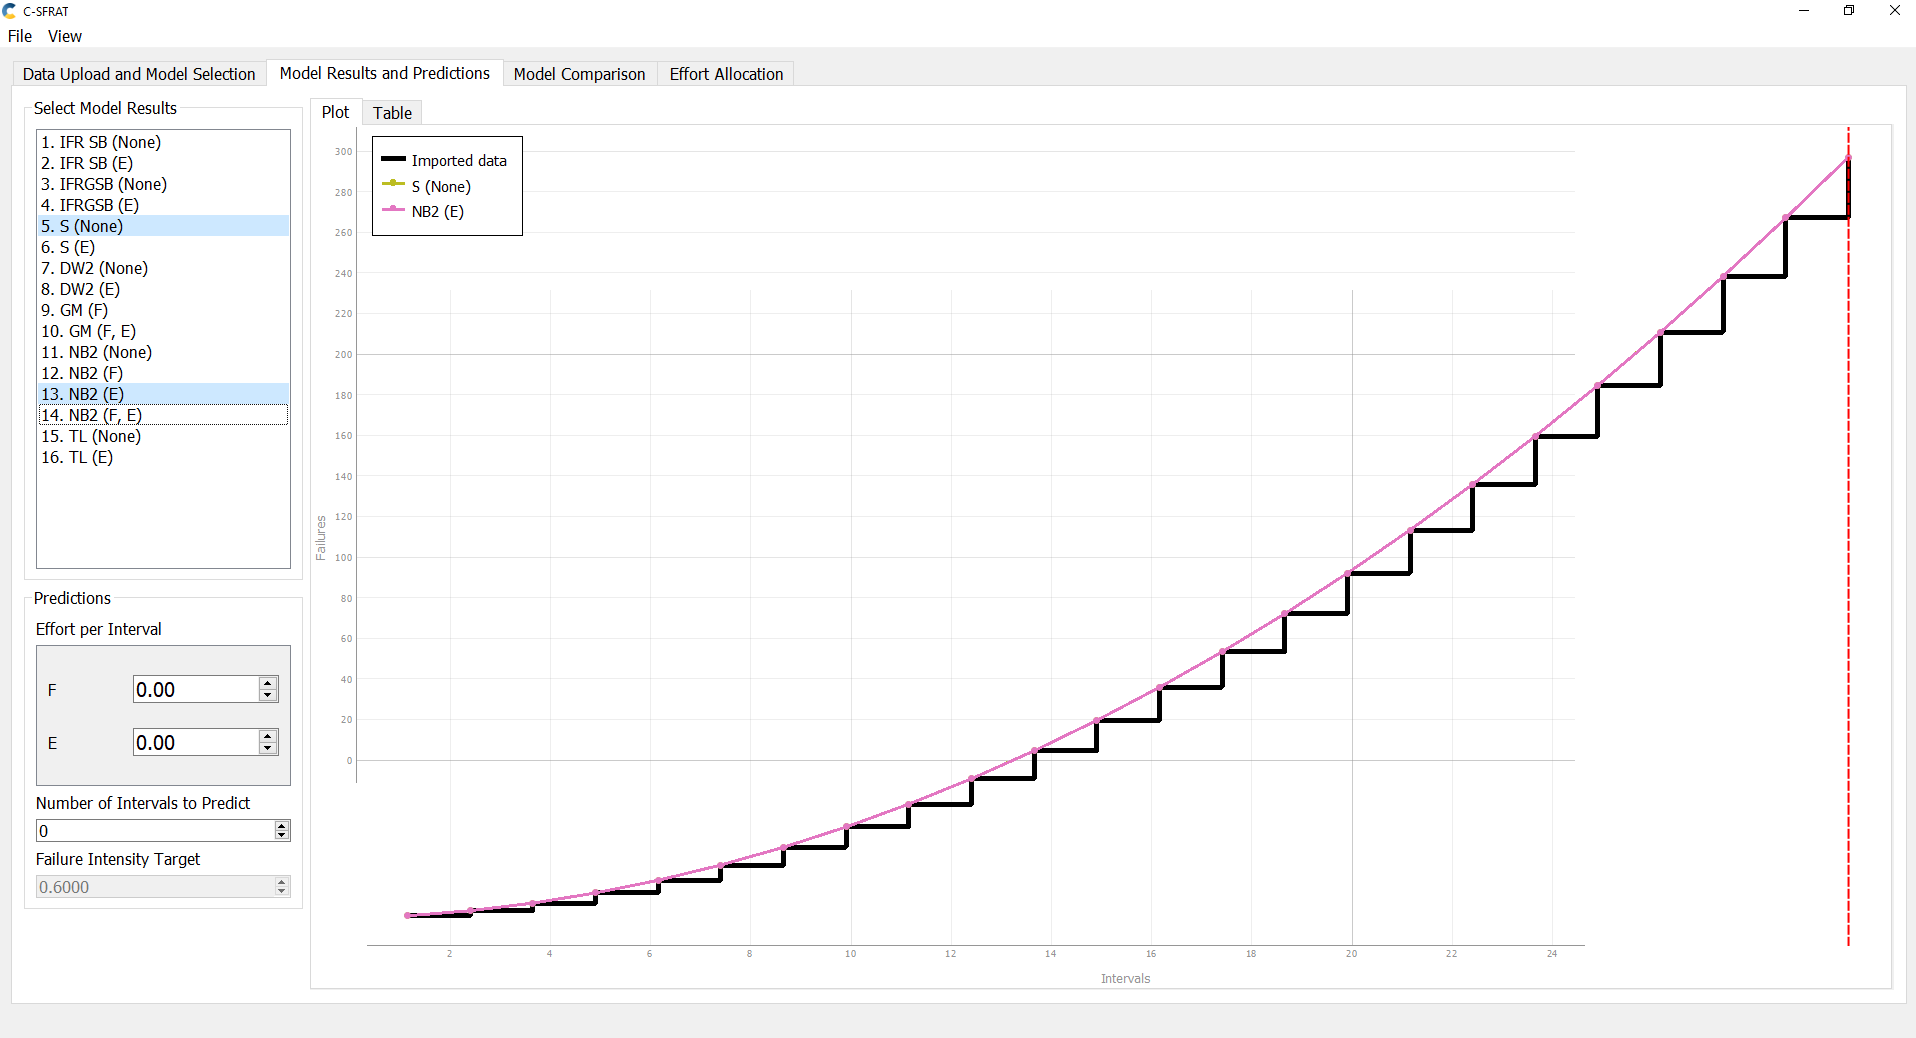 C-SFRAT
File View
Data Upload and Model Selection Model Results and Predictions Model Comparison Effort Allocation
Select Model Results
1. IFR SB (None)
2. IFR SB (E)
3. IFRGSB (None)
4. IFRGSB (E)
5. S (None)
6. S (E)
7. DW2 (None)
8. DW2 (E)
9. GM (F)
10. GM (F, E)
11. NB2 (None)
12. NB2 (F)
13. NB2 (E)
14. NB2 (F, E)
15. TL (None)
16. TL (E)
Predictions
Effort per Interval
F 0.00
E 0.00
Number of Intervals to Predict
0
Failure Intensity Target
0.6000
Plot Table
Imported data
S (None)
NB2 (E)
300
280
260
240
220
200
180
160
140
120
100
80
60
40
20
0
Failures
2 4 6 8 10 12 14 16 18 20 22 24
Intervals